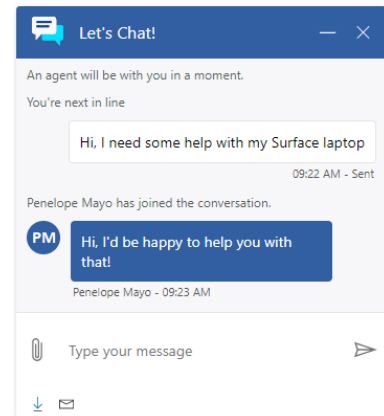 Let's Chat!
An agent will be with you in a moment.
You're next in line
Hi, I need some help with my Surface laptop
09:22 AM - Sent
Penelope Mayo has joined the conversation.
PM
Hi, I'd be happy to help you with
that!
Penelope Mayo - 09:23 AM
Type your message